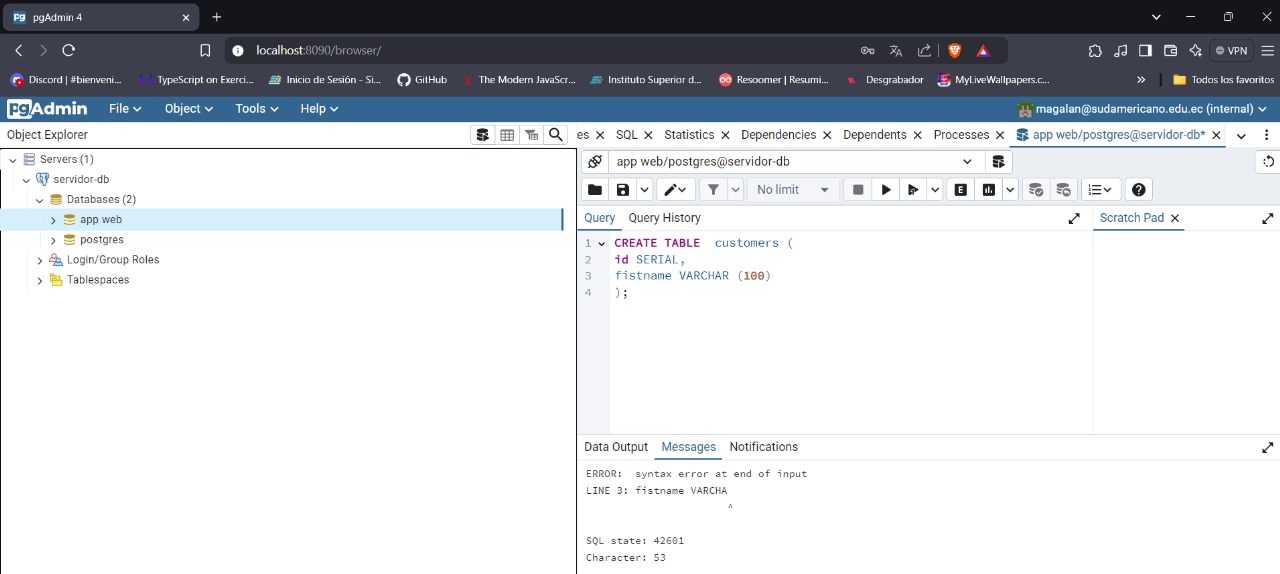 pgAdmin 4
localhost:8090/browser/
VPN
Discord | #bienveni...
TypeScript on Exerci...
Inicio de Sesión - Si...
GitHub
The Modern JavaScr...
Instituto Superior d...
Resoomer | Resumi...
Desgrabador
MyLiveWallpapers.c...
Todos los favoritos
pgAdmin File Object Tools Help magalan@sudamericano.edu.ec (internal)
Object Explorer
es SQL Statistics Dependencies Dependents Processes app web/postgres@servidor-db*
Servers (1)
servidor-db
Databases (2)
app web
postgres
Login/Group Roles
Tablespaces
app web/postgres@servidor-db
No limit
E
Query Query History
Scratch Pad
1 CREATE TABLE customers (
2 id SERIAL,
3 fistname VARCHAR (100)
4 );
Data Output Messages Notifications
ERROR: syntax error at end of input
LINE 3: fistname VARCHA
^
SQL state: 42601
Character: 53